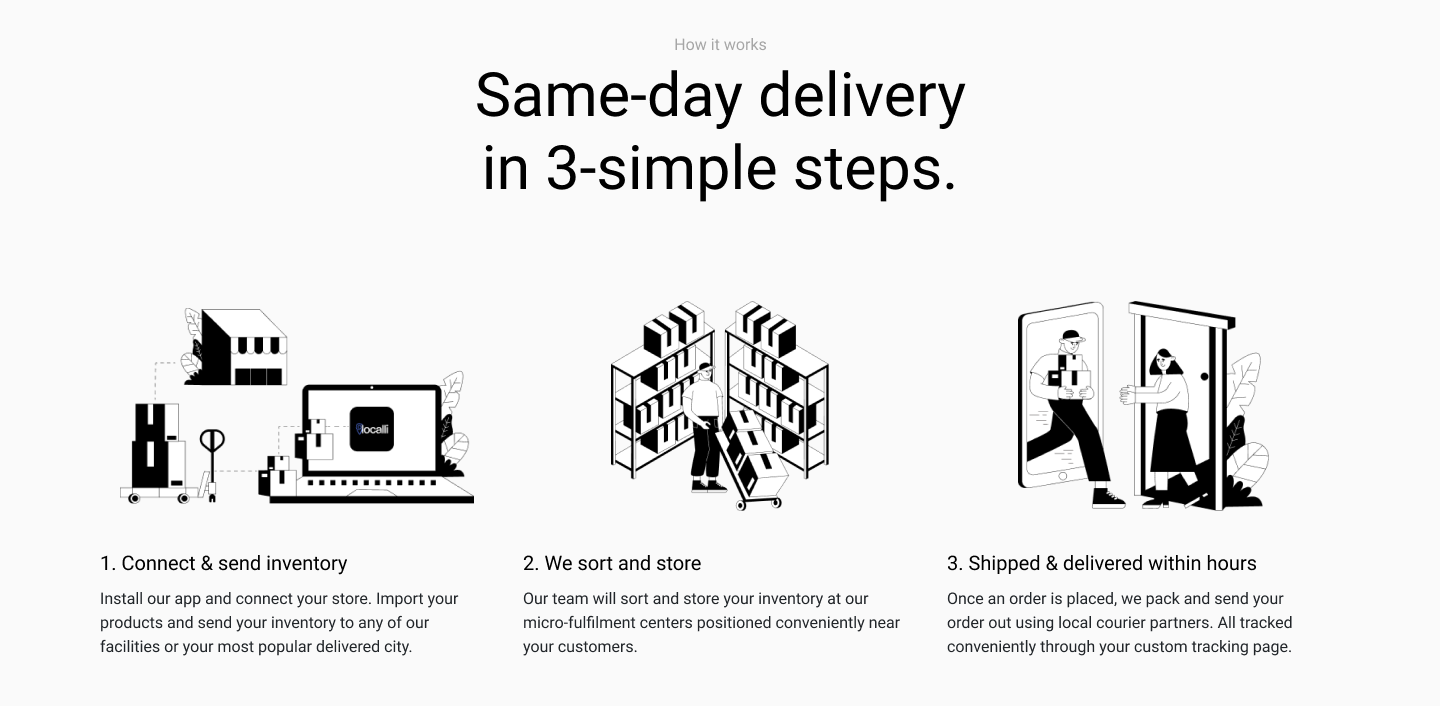 How it works
Same-day delivery
in 3-simple steps.
localli
1. Connect & send inventory
Install our app and connect your store. Import your
products and send your inventory to any of our
facilities or your most popular delivered city.
2. We sort and store
Our team will sort and store your inventory at our
micro-fulfilment centers positioned conveniently near
your customers.
3. Shipped & delivered within hours
Once an order is placed, we pack and send your
order out using local courier partners. All tracked
conveniently through your custom tracking page.